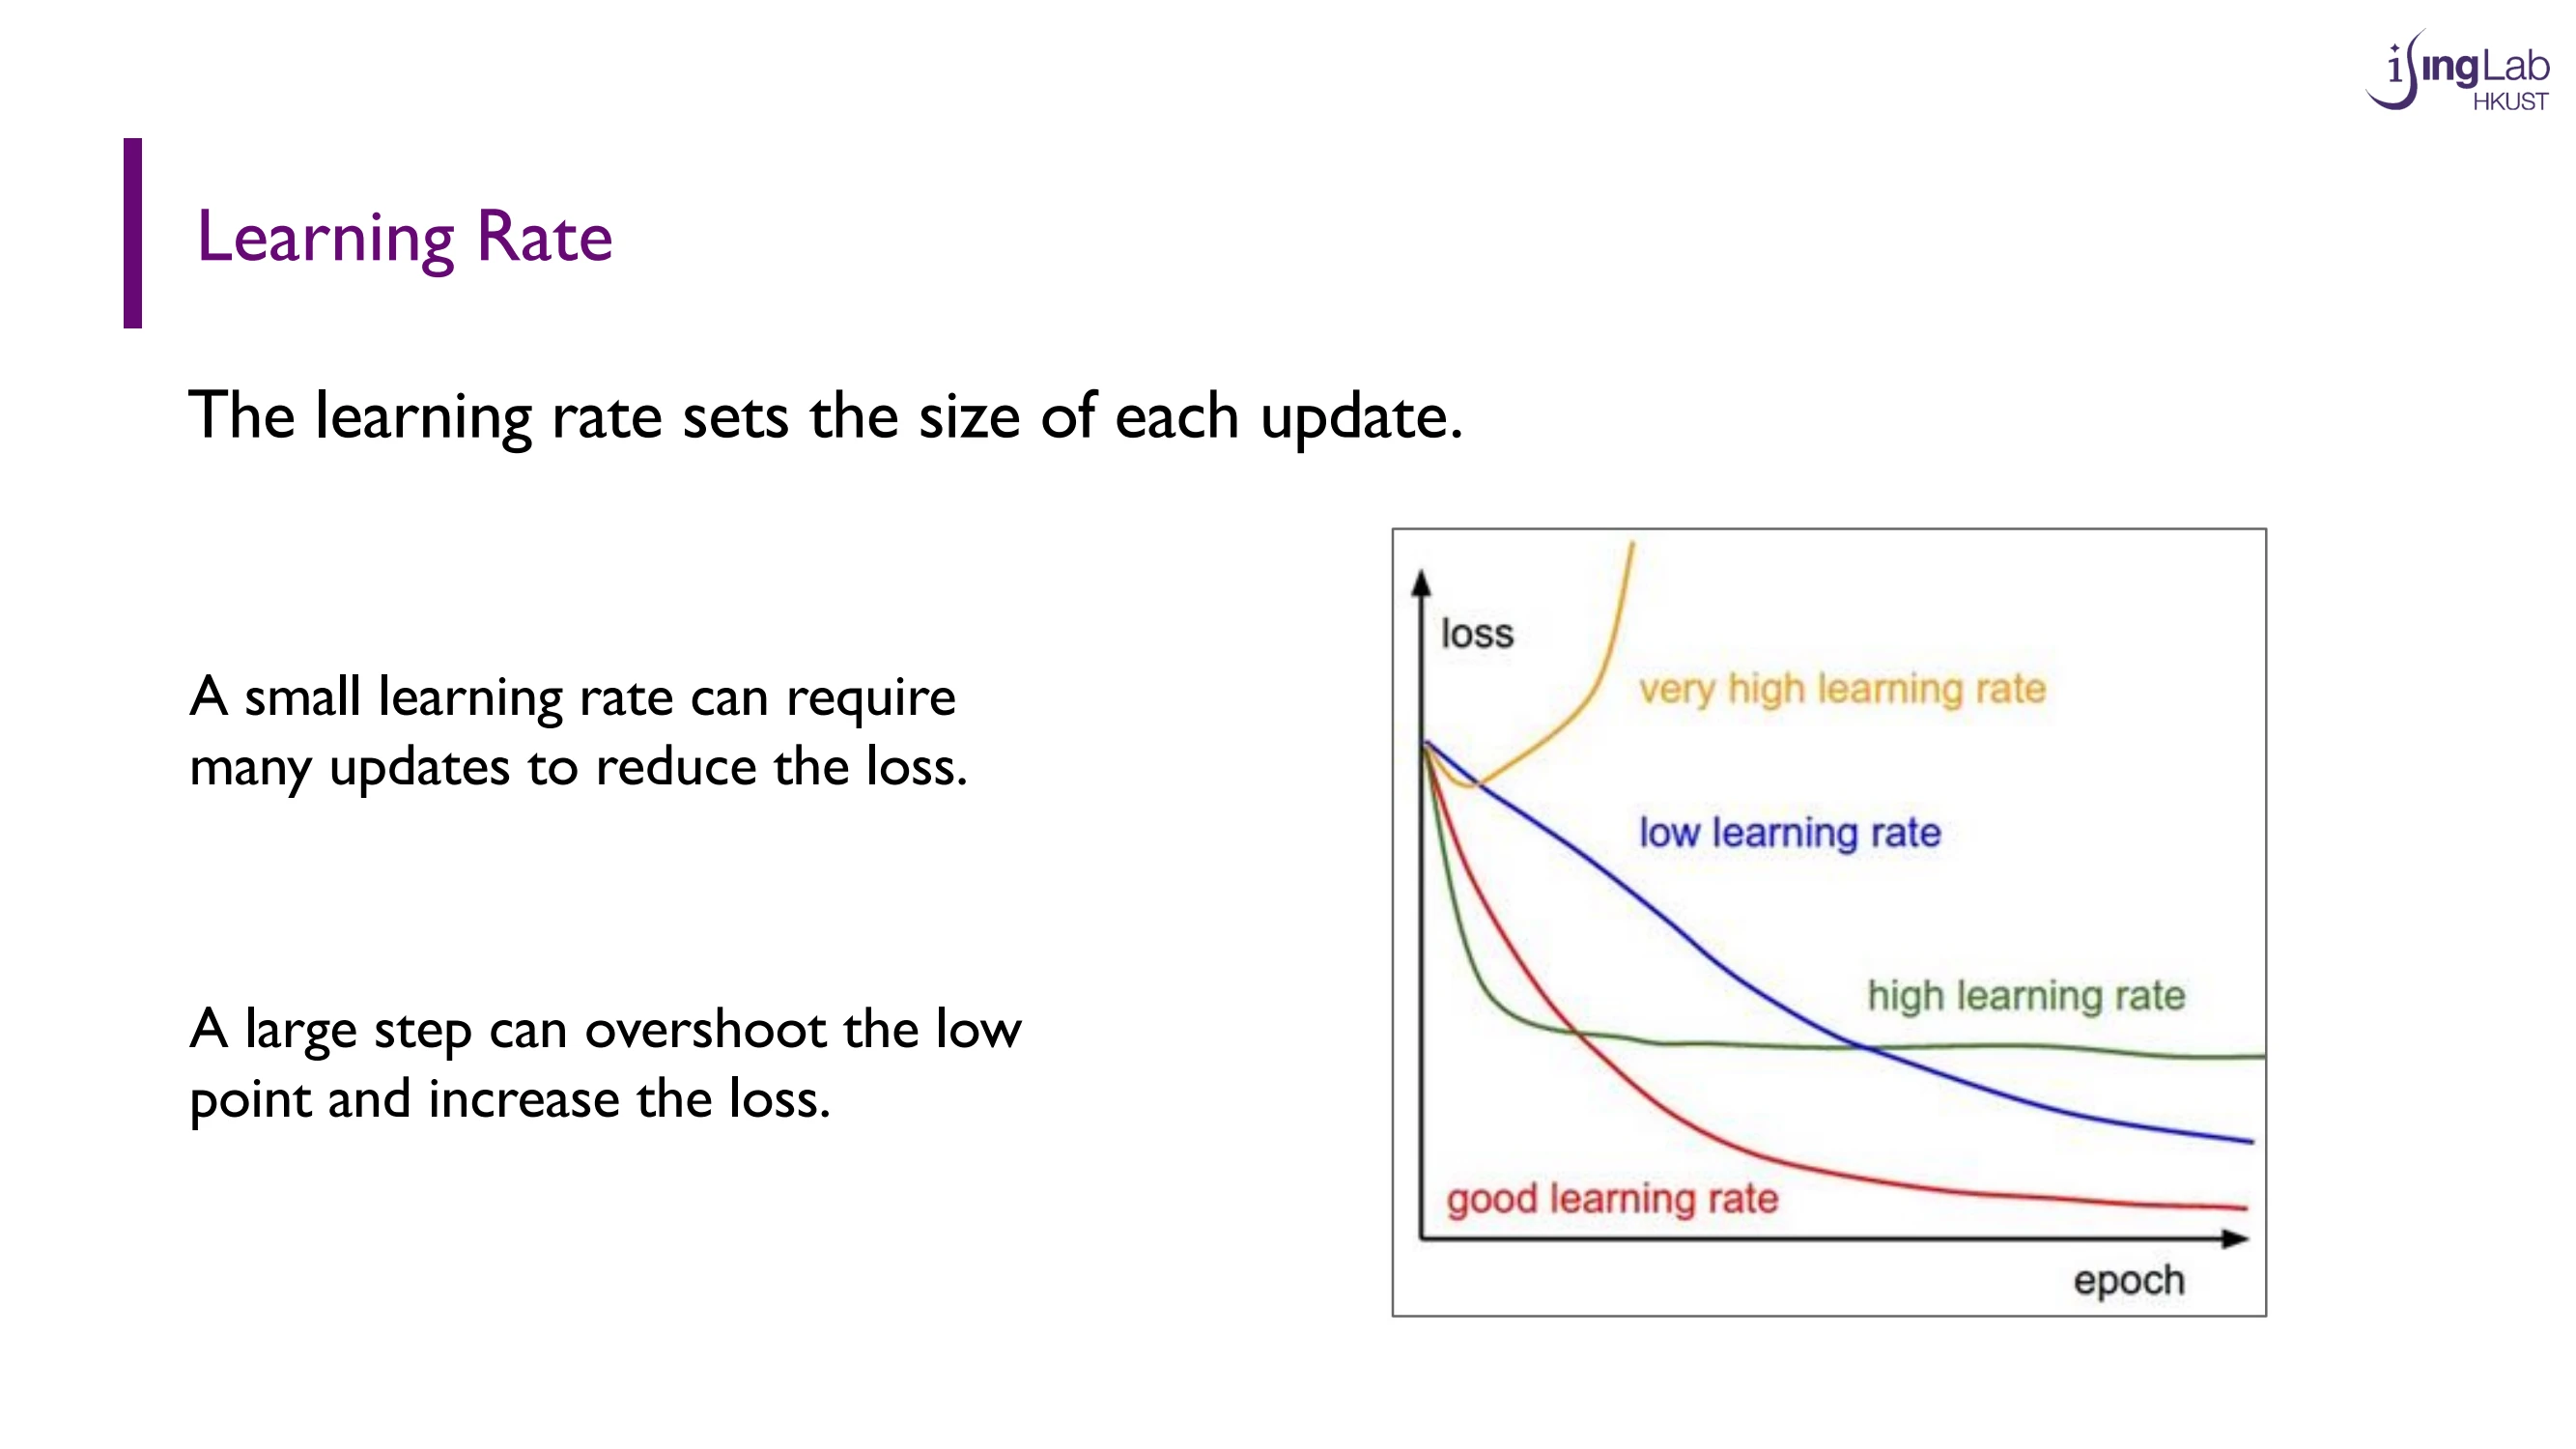 iSingLab
HKUST
Learning Rate
The learning rate sets the size of each update.
A small learning rate can require
many updates to reduce the loss.
A large step can overshoot the low
point and increase the loss.
loss
very high learning rate
low learning rate
high learning rate
good learning rate
epoch